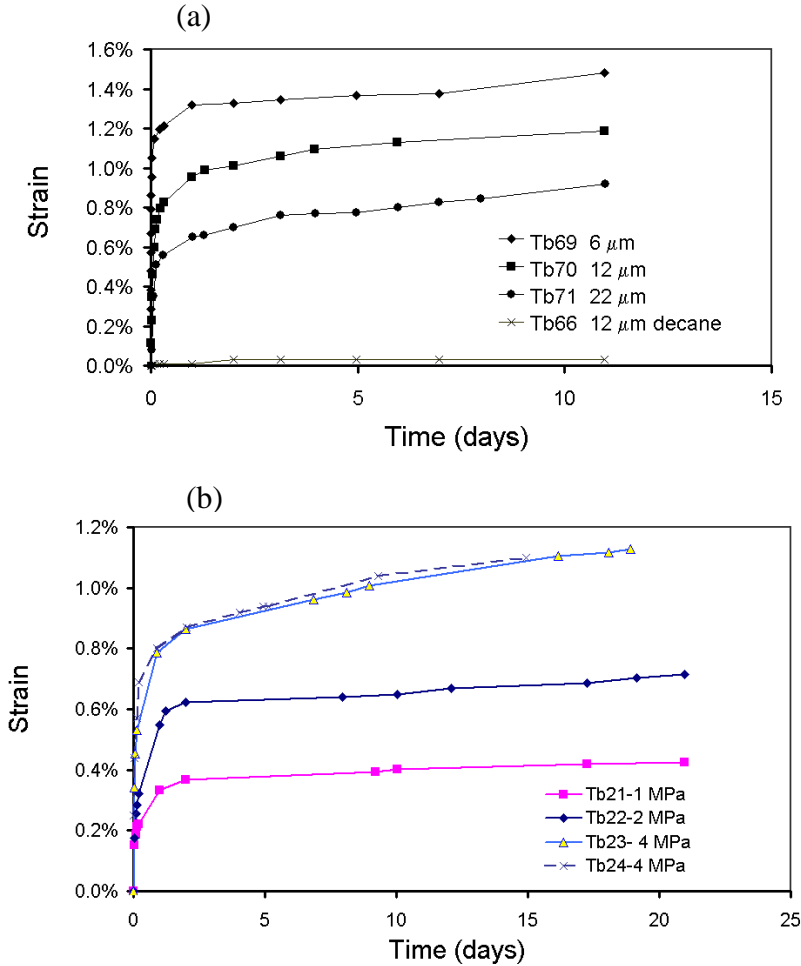 (a)
1.6%
1.4%
1.2%
1.0%
0.8%
0.6%
0.4%
0.2%
0.0%
Strain
Tb69 6 μm
Tb70 12 μm
Tb71 22 μm
Tb66 12 μm decane
0 5 10 15
Time (days)
(b)
1.2%
1.0%
0.8%
0.6%
0.4%
0.2%
0.0%
Strain
Tb21-1 MPa
Tb22-2 MPa
Tb23- 4 MPa
Tb24-4 MPa
0 5 10 15 20 25
Time (days)